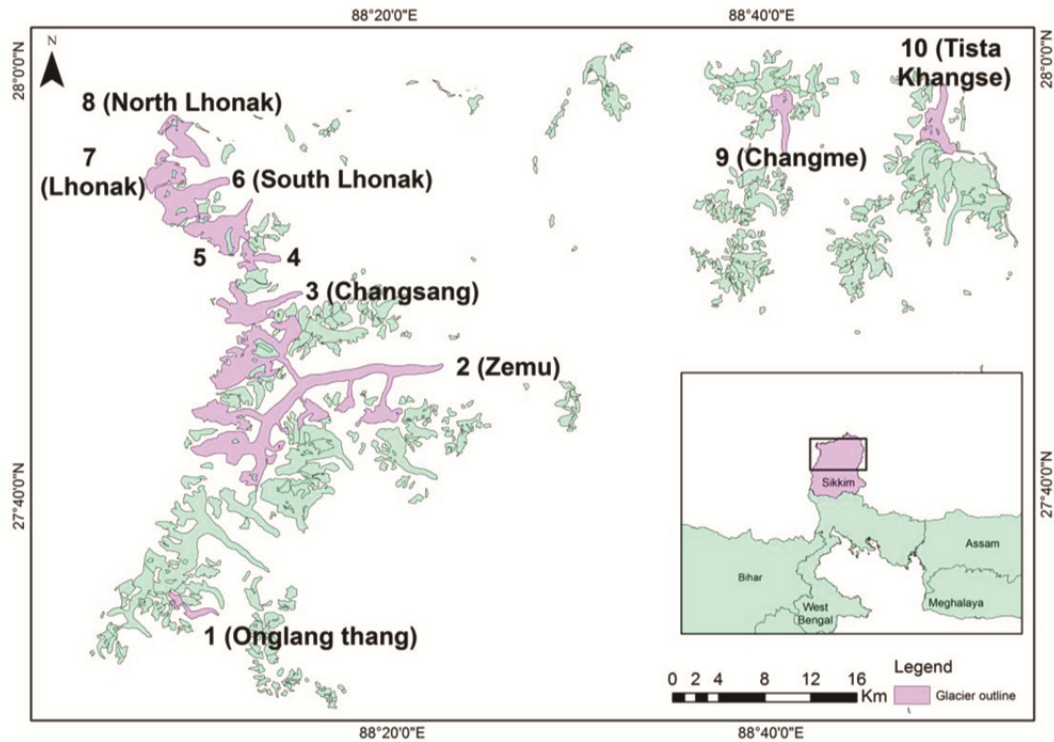 88°20'0"E
88°40'0"E
28°0'0"N
28°0'0"N
N
10 (Tista
Khangse)
8 (North Lhonak)
7
(Lhonak)
6 (South Lhonak)
9 (Changme)
5
4
3 (Changsang)
2 (Zemu)
27°40'0"N
27°40'0"N
1 (Onglang thang)
Sikkim
Assam
Bihar
West
Bengal
Meghalaya
Legend
Glacier outline
0 2 4 8 12 16
Km
88°20'0"E
88°40'0"E